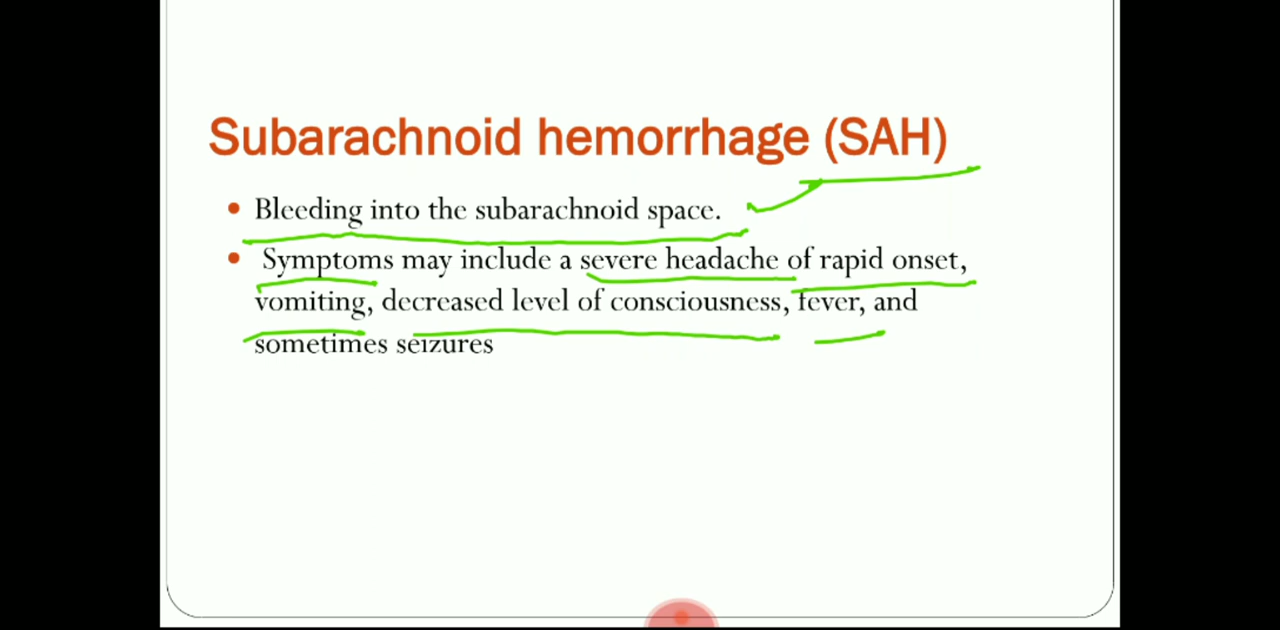 Subarachnoid hemorrhage (SAH)
• Bleeding into the subarachnoid space.
• Symptoms may include a severe headache of rapid onset,
vomiting, decreased level of consciousness, fever, and
sometimes seizures